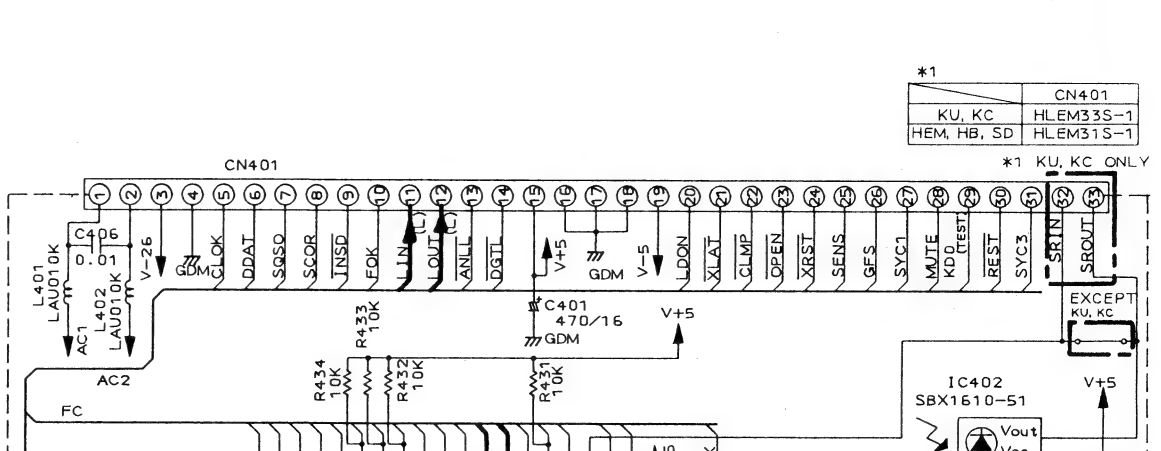 *1
CN401
KU, KC HLEM33S-1
HEM, HB, SD HLEM31S-1
*1 KU, KC ONLY
CN401
1 2 3 4 5 6 7 8 9 10 11 12 13 14 15 16 17 18 19 20 21 22 23 24 25 26 27 28 29 30 31 32 33
C406
0.01
L401
LAU010K
L402
LAU010K
V-26
GDM
CLOK
DDAT
SQSO
SCOR
INSD
FOK
LIN
(L)
LOUT
(L)
ANLL
DGTL
V+5
GDM
V-5
LDON
XLAT
CLMP
OPEN
XRST
SENS
GFS
SYC1
MUTE
KDO
(TEST)
REST
SYC3
SRIN
SROUT
AC1
AC2
C401
470/16
GDM
V+5
EXCEPT
KU, KC
R433
10K
R434
10K
R432
10K
R431
10K
FC
IC402
SBX1610-51
V+5
Vout